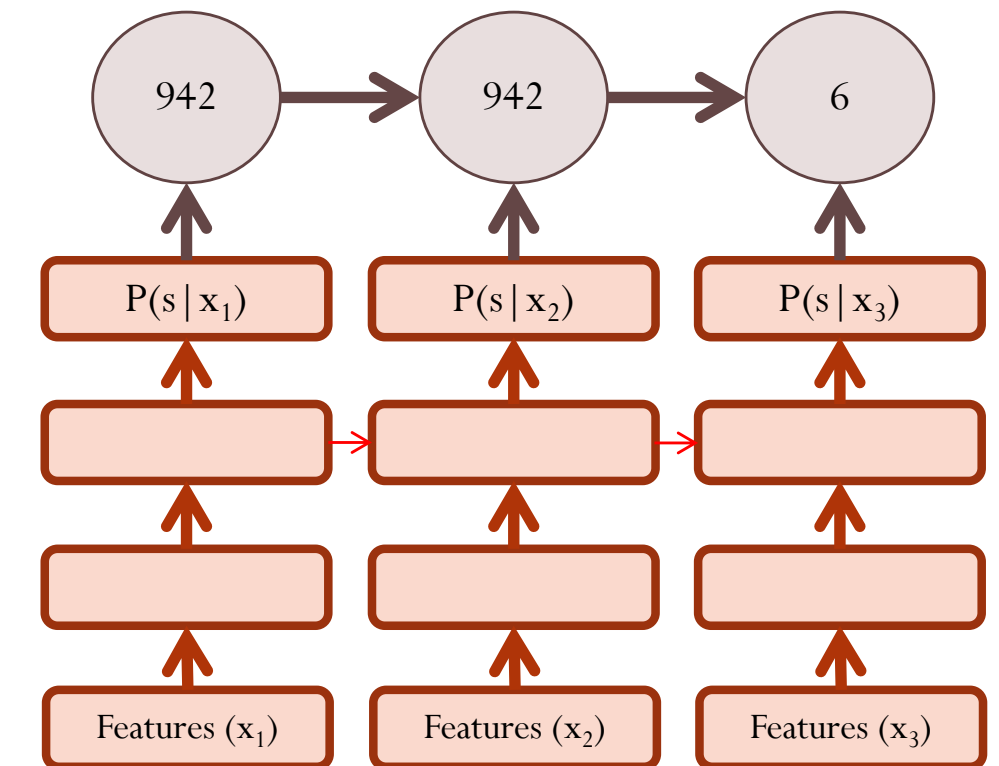 942 942 6
P(s|x₁) P(s|x₂) P(s|x₃)
Features (x₁) Features (x₂) Features (x₃)